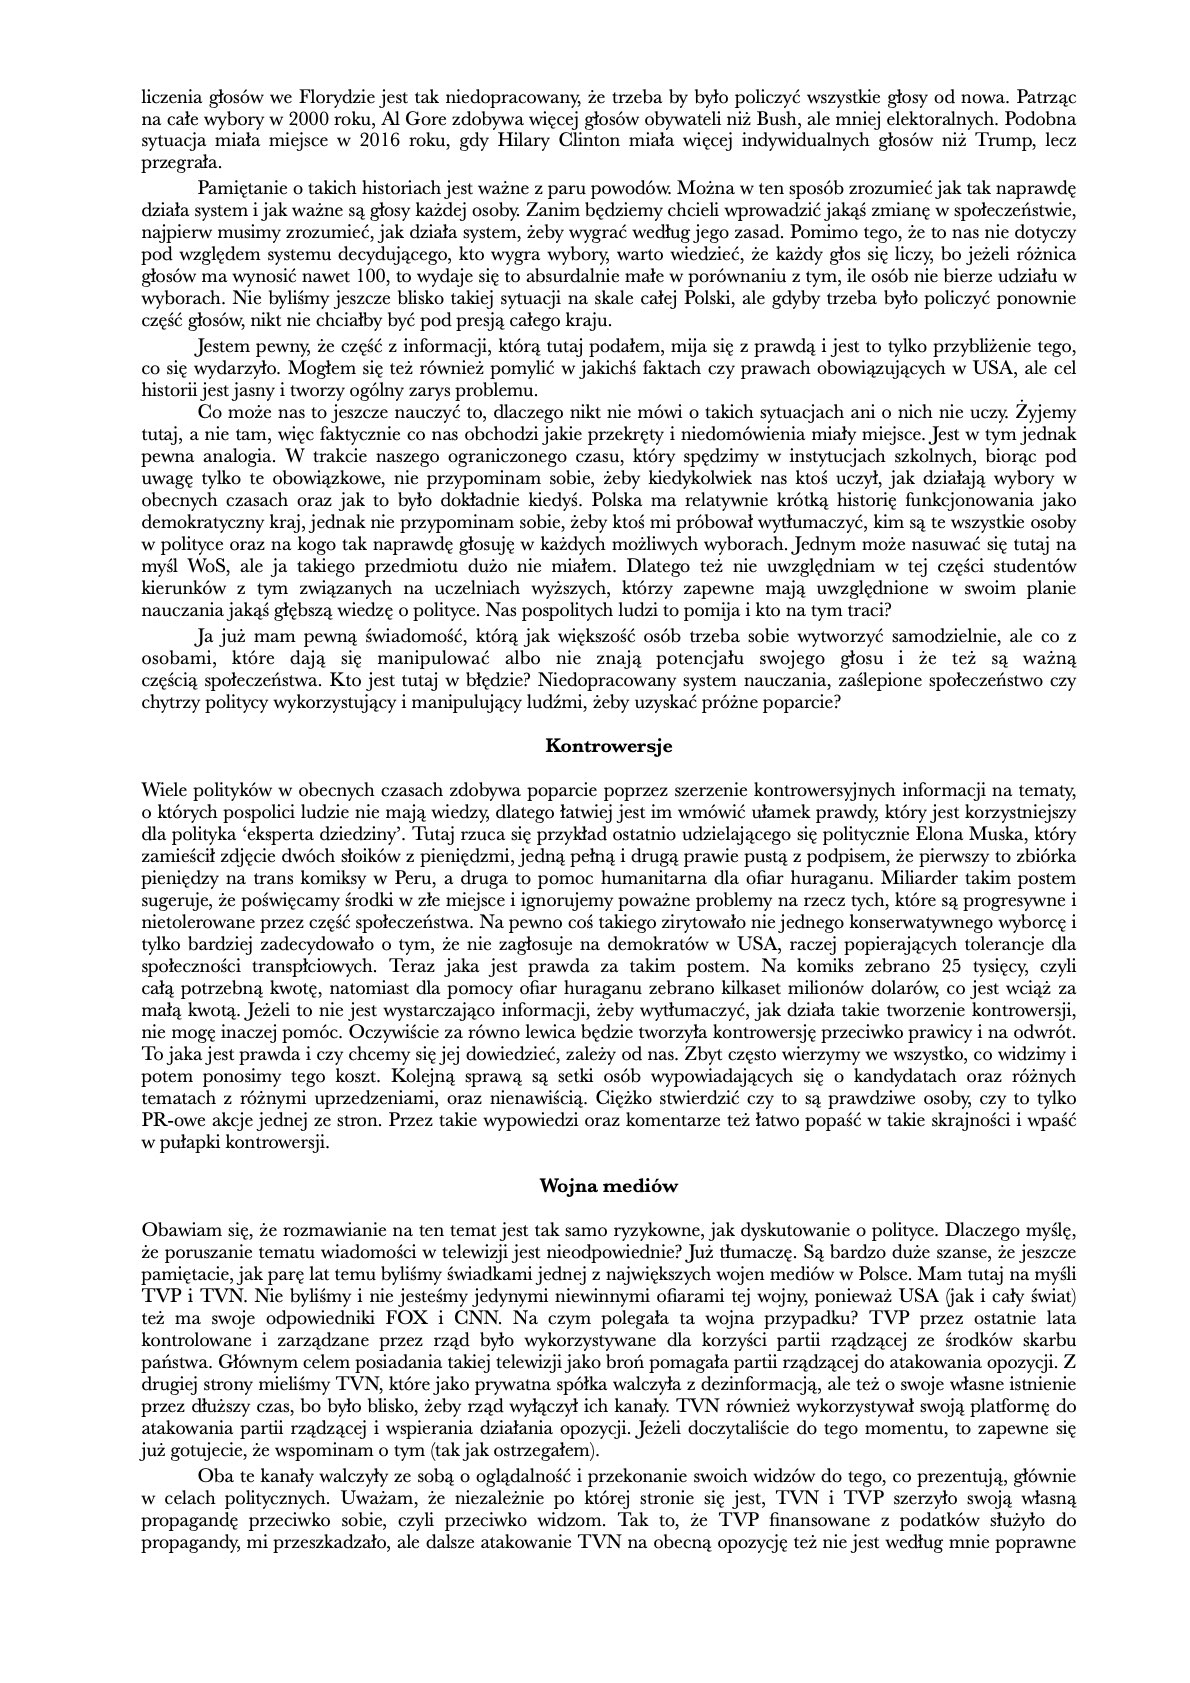 liczenia głosów we Florydzie jest tak niedopracowany, że trzeba by było policzyć wszystkie głosy od nowa. Patrząc
na całe wybory w 2000 roku, Al Gore zdobywa więcej głosów obywateli niż Bush, ale mniej elektoralnych. Podobna
sytuacja miała miejsce w 2016 roku, gdy Hilary Clinton miała więcej indywidualnych głosów niż Trump, lecz
przegrała.
Pamiętanie o takich historiach jest ważne z paru powodów. Można w ten sposób zrozumieć jak tak naprawdę
działa system i jak ważne są głosy każdej osoby. Zanim będziemy chcieli wprowadzić jakąś zmianę w społeczeństwie,
najpierw musimy zrozumieć, jak działa system, żeby wygrać według jego zasad. Pomimo tego, że to nas nie dotyczy
pod względem systemu decydującego, kto wygra wybory, warto wiedzieć, że każdy głos się liczy, bo jeżeli różnica
głosów ma wynosić nawet 100, to wydaje się to absurdalnie małe w porównaniu z tym, ile osób nie bierze udziału w
wyborach. Nie byliśmy jeszcze blisko takiej sytuacji na skale całej Polski, ale gdyby trzeba było policzyć ponownie
część głosów, nikt nie chciałby być pod presją całego kraju.
Jestem pewny, że część z informacji, którą tutaj podałem, mija się z prawdą i jest to tylko przybliżenie tego,
co się wydarzyło. Mogłem się też również pomylić w jakichś faktach czy prawach obowiązujących w USA, ale cel
historii jest jasny i tworzy ogólny zarys problemu.
Co może nas to jeszcze nauczyć to, dlaczego nikt nie mówi o takich sytuacjach ani o nich nie uczy. Żyjemy
tutaj, a nie tam, więc faktycznie co nas obchodzi jakie przekręty i niedomówienia miały miejsce. Jest w tym jednak
pewna analogia. W trakcie naszego ograniczonego czasu, który spędzimy w instytucjach szkolnych, biorąc pod
uwagę tylko te obowiązkowe, nie przypominam sobie, żeby kiedykolwiek nas ktoś uczył, jak działają wybory w
obecnych czasach oraz jak to było dokładnie kiedyś. Polska ma relatywnie krótką historię funkcjonowania jako
demokratyczny kraj, jednak nie przypominam sobie, żeby ktoś mi próbował wytłumaczyć, kim są te wszystkie osoby
w polityce oraz na kogo tak naprawdę głosuję w każdych możliwych wyborach. Jednym może nasuwać się tutaj na
myśl WoS, ale ja takiego przedmiotu dużo nie miałem. Dlatego też nie uwzględniam w tej części studentów
kierunków z tym związanych na uczelniach wyższych, którzy zapewne mają uwzględnione w swoim planie
nauczania jakąś głębszą wiedzę o polityce. Nas pospolitych ludzi to pomija i kto na tym traci?
Ja już mam pewną świadomość, którą jak większość osób trzeba sobie wytworzyć samodzielnie, ale co z
osobami, które dają się manipulować albo nie znają potencjału swojego głosu i że też są ważną
częścią społeczeństwa. Kto jest tutaj w błędzie? Niedopracowany system nauczania, zaślepione społeczeństwo czy
chytrzy politycy wykorzystujący i manipulujący ludźmi, żeby uzyskać próżne poparcie?
Kontrowersje
Wiele polityków w obecnych czasach zdobywa poparcie poprzez szerzenie kontrowersyjnych informacji na tematy,
o których pospolici ludzie nie mają wiedzy, dlatego łatwiej jest im wmówić ułamek prawdy, który jest korzystniejszy
dla polityka ‘eksperta dziedziny’. Tutaj rzuca się przykład ostatnio udzielającego się politycznie Elona Muska, który
zamieścił zdjęcie dwóch słoików z pieniędzmi, jedną pełną i drugą prawie pustą z podpisem, że pierwszy to zbiórka
pieniędzy na trans komiksy w Peru, a druga to pomoc humanitarna dla ofiar huraganu. Miliarder takim postem
sugeruje, że poświęcamy środki w złe miejsce i ignorujemy poważne problemy na rzecz tych, które są progresywne i
nietolerowane przez część społeczeństwa. Na pewno coś takiego zirytowało nie jednego konserwatywnego wyborcę i
tylko bardziej zadecydowało o tym, że nie zagłosuje na demokratów w USA, raczej popierających tolerancje dla
społeczności transpłciowych. Teraz jaka jest prawda za takim postem. Na komiks zebrano 25 tysięcy, czyli
całą potrzebną kwotę, natomiast dla pomocy ofiar huraganu zebrano kilkaset milionów dolarów, co jest wciąż za
małą kwotą. Jeżeli to nie jest wystarczająco informacji, żeby wytłumaczyć, jak działa takie tworzenie kontrowersji,
nie mogę inaczej pomóc. Oczywiście za równo lewica będzie tworzyła kontrowersję przeciwko prawicy i na odwrót.
To jaka jest prawda i czy chcemy się jej dowiedzieć, zależy od nas. Zbyt często wierzymy we wszystko, co widzimy i
potem ponosimy tego koszt. Kolejną sprawą są setki osób wypowiadających się o kandydatach oraz różnych
tematach z różnymi uprzedzeniami, oraz nienawiścią. Ciężko stwierdzić czy to są prawdziwe osoby, czy to tylko
PR-owe akcje jednej ze stron. Przez takie wypowiedzi oraz komentarze też łatwo popaść w takie skrajności i wpaść
w pułapki kontrowersji.
Wojna mediów
Obawiam się, że rozmawianie na ten temat jest tak samo ryzykowne, jak dyskutowanie o polityce. Dlaczego myślę,
że poruszanie tematu wiadomości w telewizji jest nieodpowiednie? Już tłumaczę. Są bardzo duże szanse, że jeszcze
pamiętacie, jak parę lat temu byliśmy świadkami jednej z największych wojen mediów w Polsce. Mam tutaj na myśli
TVP i TVN. Nie byliśmy i nie jesteśmy jedynymi niewinnymi ofiarami tej wojny, ponieważ USA (jak i cały świat)
też ma swoje odpowiedniki FOX i CNN. Na czym polegała ta wojna przypadku? TVP przez ostatnie lata
kontrolowane i zarządzane przez rząd było wykorzystywane dla korzyści partii rządzącej ze środków skarbu
państwa. Głównym celem posiadania takiej telewizji jako broń pomagała partii rządzącej do atakowania opozycji. Z
drugiej strony mieliśmy TVN, które jako prywatna spółka walczyła z dezinformacją, ale też o swoje własne istnienie
przez dłuższy czas, bo było blisko, żeby rząd wyłączył ich kanały. TVN również wykorzystywał swoją platformę do
atakowania partii rządzącej i wspierania działania opozycji. Jeżeli doczytaliście do tego momentu, to zapewne się
już gotujecie, że wspominam o tym (tak jak ostrzegałem).
Oba te kanały walczyły ze sobą o oglądalność i przekonanie swoich widzów do tego, co prezentują, głównie
w celach politycznych. Uważam, że niezależnie po której stronie się jest, TVN i TVP szerzyło swoją własną
propagandę przeciwko sobie, czyli przeciwko widzom. Tak to, że TVP finansowane z podatków służyło do
propagandy, mi przeszkadzało, ale dalsze atakowanie TVN na obecną opozycję też nie jest według mnie poprawne